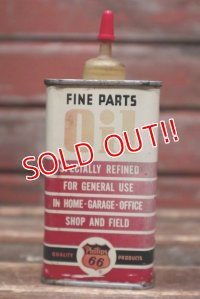 FINE PARTS
Oil
SOLD OUT!!
ESPECIALLY REFINED
FOR GENERAL USE
IN HOME-GARAGE-OFFICE
SHOP AND FIELD
QUALITY
Phillips
66
PRODUCTS